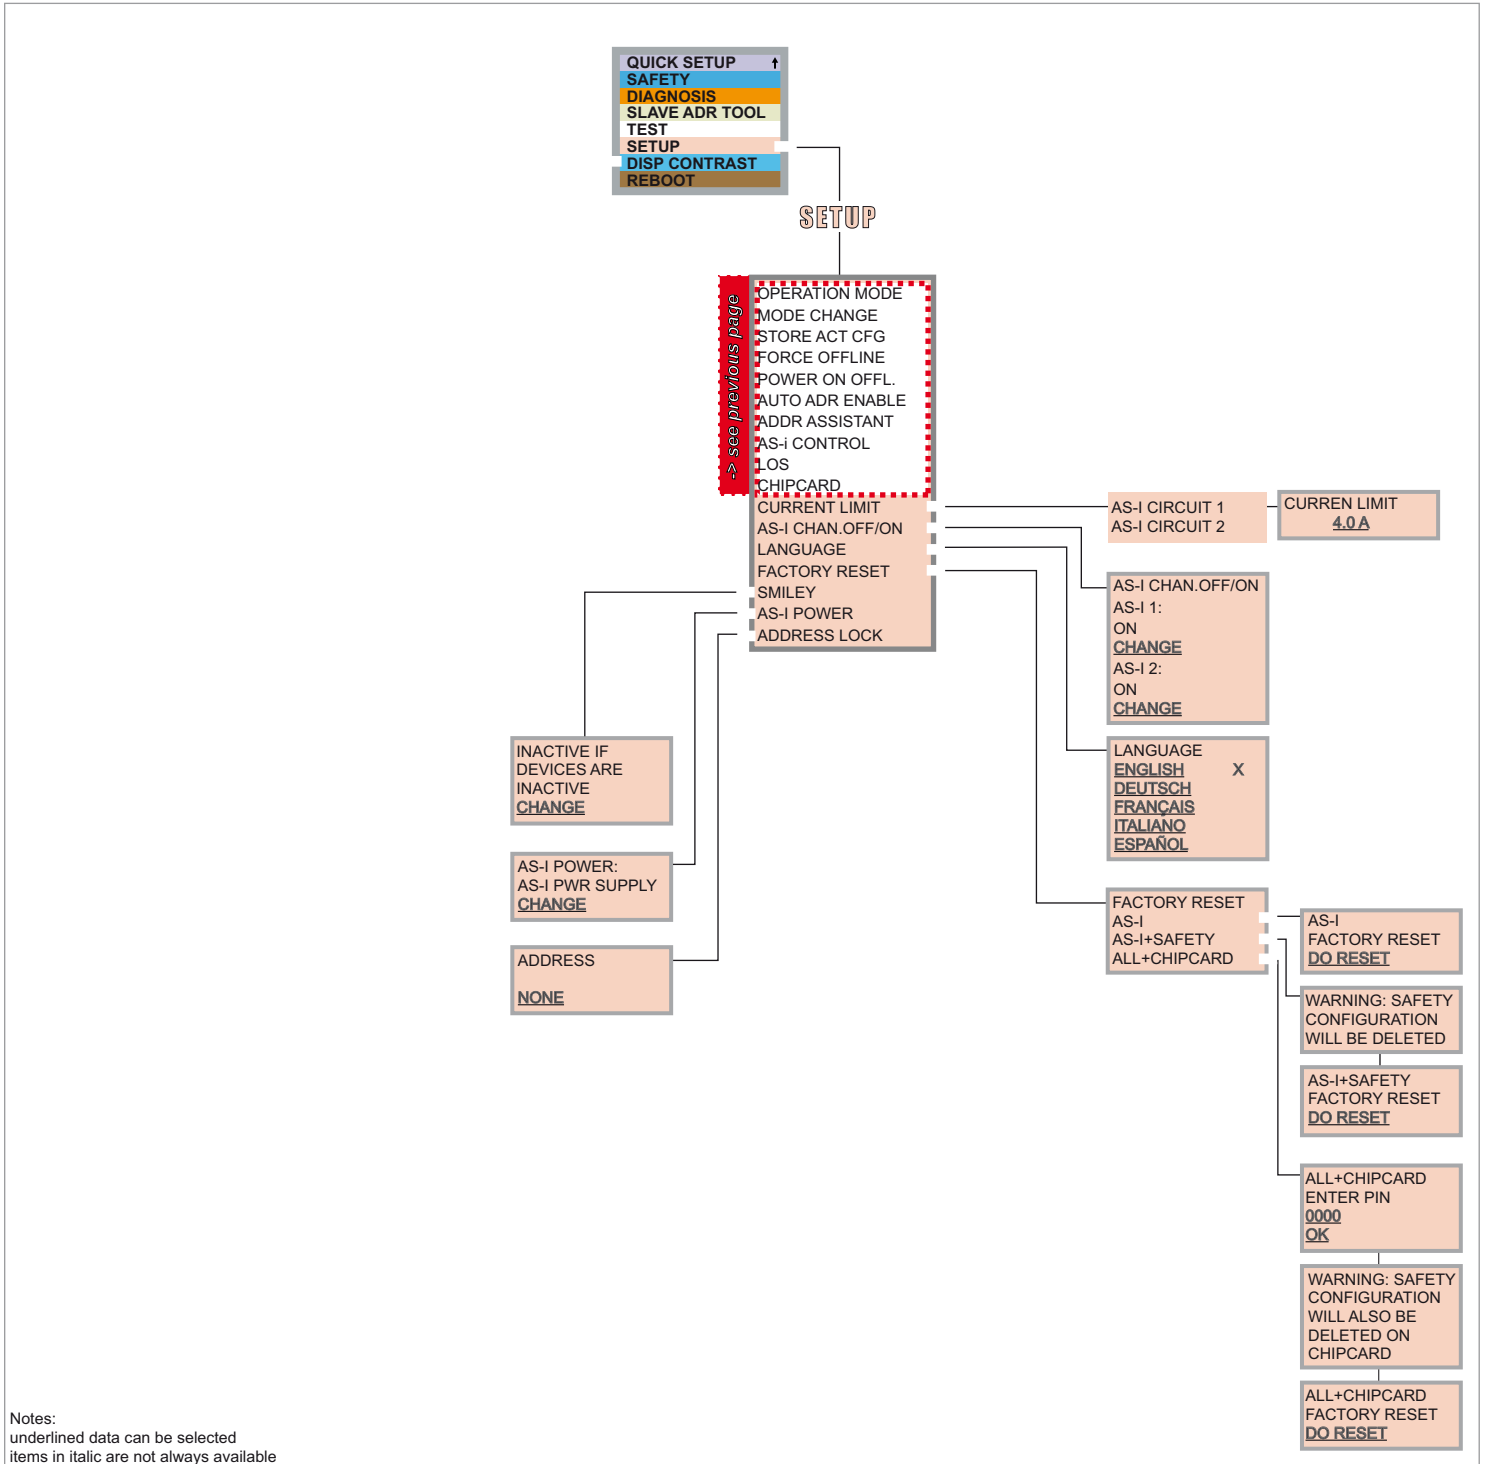 QUICK SETUP ↑
SAFETY
DIAGNOSIS
SLAVE ADR TOOL
TEST
SETUP
DISP CONTRAST
REBOOT
SETUP
-> see previous page
OPERATION MODE
MODE CHANGE
STORE ACT CFG
FORCE OFFLINE
POWER ON OFFL.
AUTO ADR ENABLE
ADDR ASSISTANT
AS-i CONTROL
LOS
CHIPCARD
CURRENT LIMIT
AS-I CHAN.OFF/ON
LANGUAGE
FACTORY RESET
SMILEY
AS-I POWER
ADDRESS LOCK
AS-I CIRCUIT 1
AS-I CIRCUIT 2
CURREN LIMIT
4.0 A
AS-I CHAN.OFF/ON
AS-I 1:
ON
CHANGE
AS-I 2:
ON
CHANGE
LANGUAGE
ENGLISH X
DEUTSCH
FRANÇAIS
ITALIANO
ESPAÑOL
INACTIVE IF
DEVICES ARE
INACTIVE
CHANGE
AS-I POWER:
AS-I PWR SUPPLY
CHANGE
ADDRESS
NONE
FACTORY RESET
AS-I
AS-I+SAFETY
ALL+CHIPCARD
AS-I
FACTORY RESET
DO RESET
WARNING: SAFETY
CONFIGURATION
WILL BE DELETED
AS-I+SAFETY
FACTORY RESET
DO RESET
ALL+CHIPCARD
ENTER PIN
0000
OK
WARNING: SAFETY
CONFIGURATION
WILL ALSO BE
DELETED ON
CHIPCARD
ALL+CHIPCARD
FACTORY RESET
DO RESET
Notes:
underlined data can be selected
items in italic are not always available